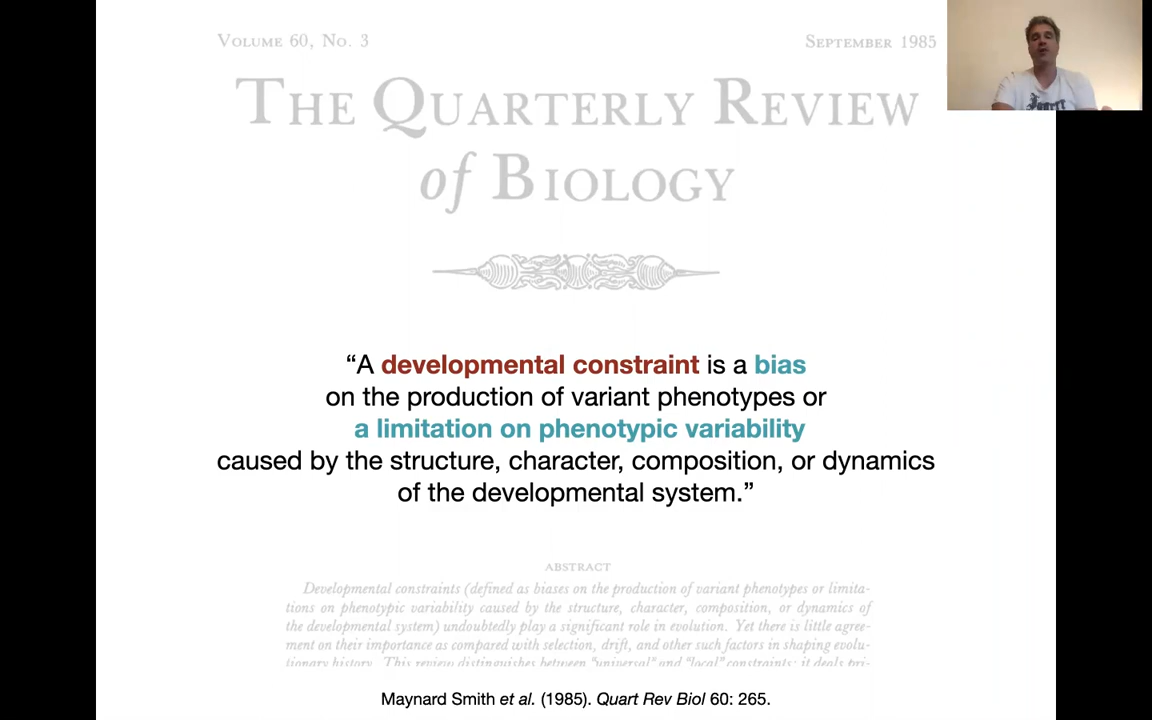 VOLUME 60, NO. 3
SEPTEMBER 1985
THE QUARTERLY REVIEW
of BIOLOGY
“A developmental constraint is a bias
on the production of variant phenotypes or
a limitation on phenotypic variability
caused by the structure, character, composition, or dynamics
of the developmental system.”
ABSTRACT
Developmental constraints (defined as biases on the production of variant phenotypes or limita-
tions on phenotypic variability caused by the structure, character, composition, or dynamics of
the developmental system) undoubtedly play a significant role in evolution. Yet there is little agree-
ment on their importance as compared with selection, drift, and other such factors in shaping evolu-
tionary history. This review distinguishes between “universal” and “local” constraints; it deals pri-
Maynard Smith et al. (1985). Quart Rev Biol 60: 265.